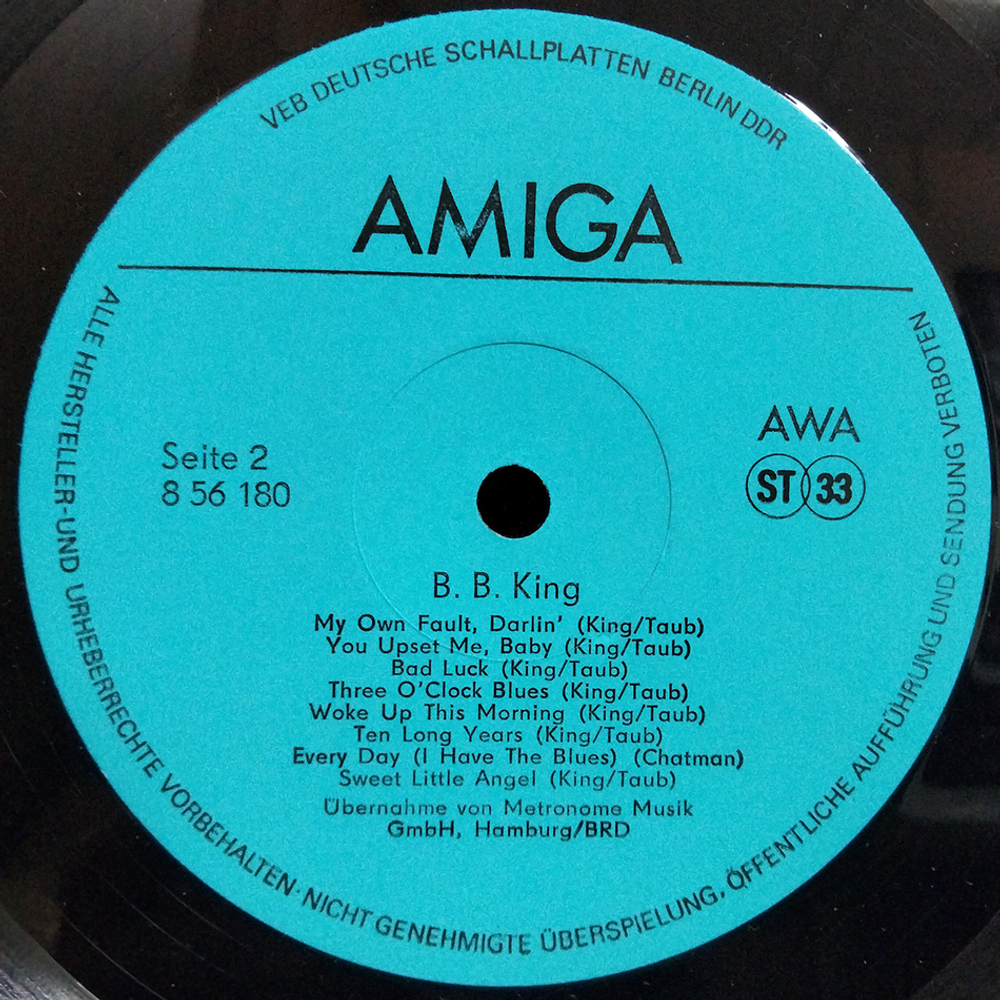 VEB DEUTSCHE SCHALLPLATTEN BERLIN DDR
AMIGA
Seite 2
8 56 180
AWA
ST 33
B. B. King
My Own Fault, Darlin' (King/Taub)
You Upset Me, Baby (King/Taub)
Bad Luck (King/Taub)
Three O'Clock Blues (King/Taub)
Woke Up This Morning (King/Taub)
Ten Long Years (King/Taub)
Every Day (I Have The Blues) (Chatman)
Sweet Little Angel (King/Taub)
Übernahme von Metronome Musik
GmbH, Hamburg/BRD
ALLE HERSTELLER-UND URHEBERRECHTE VORBEHALTEN · NICHT GENEHMIGTE ÜBERSPIELUNG, ÖFFENTLICHE AUFFÜHRUNG UND SENDUNG VERBOTEN